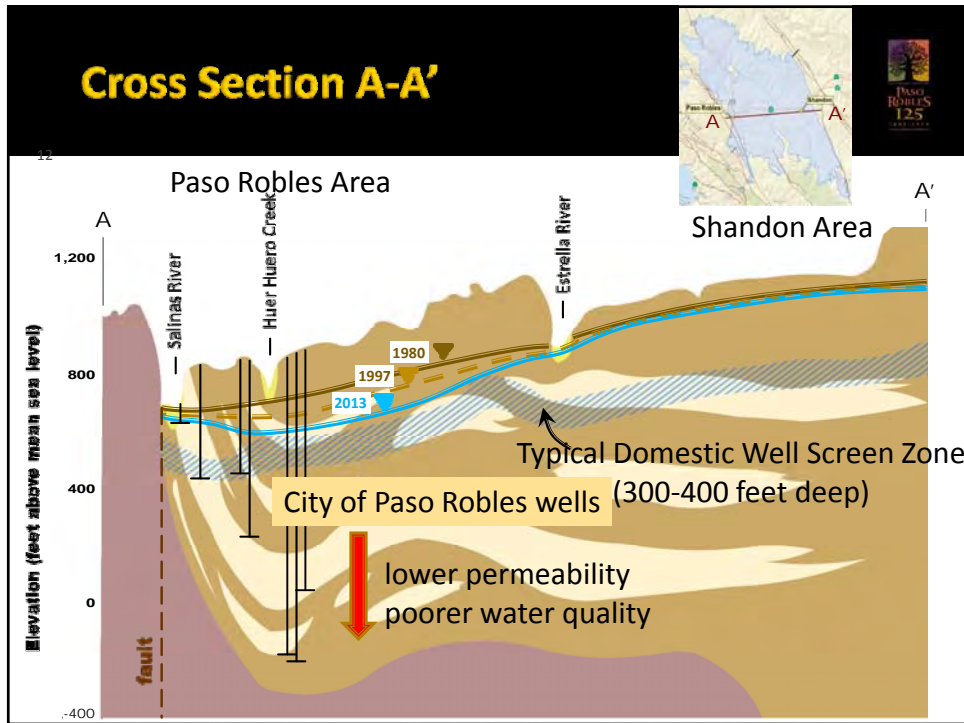 Cross Section A-A’
Paso Robles
Shandon
A
A'
PASO
ROBLES
125
12
Paso Robles Area
A
A'
Shandon Area
Salinas River
Huer Huero Creek
Estrella River
1,200
800
400
0
-400
Elevation (feet above mean sea level)
1980
1997
2013
Typical Domestic Well Screen Zone
(300-400 feet deep)
City of Paso Robles wells
lower permeability
poorer water quality
fault